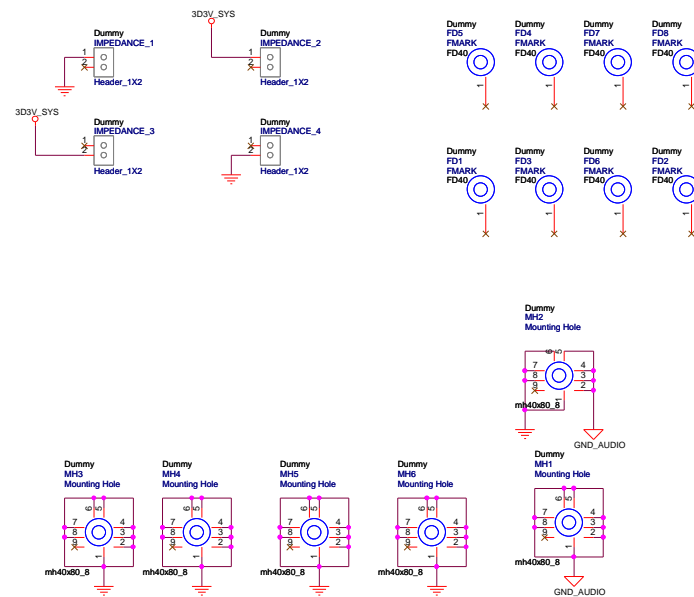 Dummy
IMPEDANCE_1
1
2
Header_1X2
3D3V_SYS
Dummy
IMPEDANCE_2
1
2
Header_1X2
3D3V_SYS
Dummy
IMPEDANCE_3
1
2
Header_1X2
Dummy
IMPEDANCE_4
1
2
Header_1X2
Dummy
FD5
FMARK
FD40
1
Dummy
FD4
FMARK
FD40
1
Dummy
FD7
FMARK
FD40
1
Dummy
FD8
FMARK
FD40
1
Dummy
FD1
FMARK
FD40
1
Dummy
FD3
FMARK
FD40
1
Dummy
FD6
FMARK
FD40
1
Dummy
FD2
FMARK
FD40
1
Dummy
MH2
Mounting Hole
6 5
7 4
8 3
9 2
1
mh40x80_8
GND_AUDIO
Dummy
MH3
Mounting Hole
6 5
7 4
8 3
9 2
1
mh40x80_8
Dummy
MH4
Mounting Hole
6 5
7 4
8 3
9 2
1
mh40x80_8
Dummy
MH5
Mounting Hole
6 5
7 4
8 3
9 2
1
mh40x80_8
Dummy
MH6
Mounting Hole
6 5
7 4
8 3
9 2
1
mh40x80_8
Dummy
MH1
Mounting Hole
6 5
7 4
8 3
9 2
1
mh40x80_8
GND_AUDIO